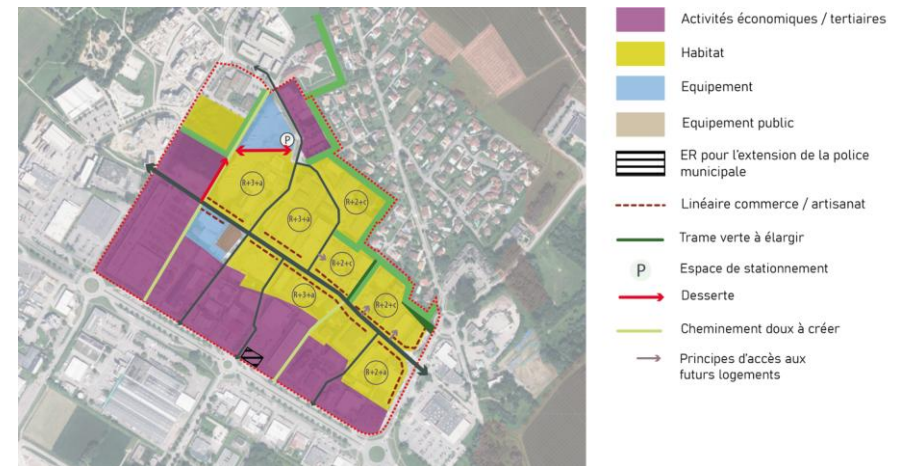 Activités économiques / tertiaires
Habitat
Equipement
Equipement public
ER pour l'extension de la police
municipale
Linéaire commerce / artisanat
Trame verte à élargir
P
Espace de stationnement
Desserte
Cheminement doux à créer
Principes d'accès aux
futurs logements
P
R+3+a
R+2+c
R+3+a
R+2+c
R+3+a
R+2+c
R+2+a